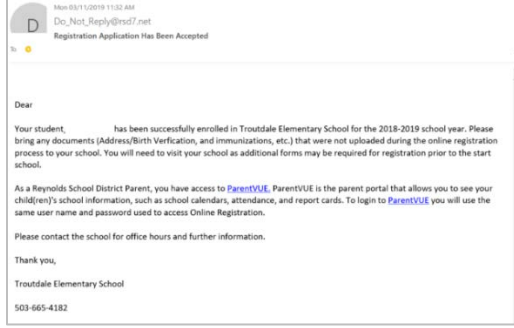 Mon 03/11/2019 11:32 AM
D
Do_Not_Reply@rsd7.net
Registration Application Has Been Accepted
To
Dear
Your student, has been successfully enrolled in Troutdale Elementary School for the 2018-2019 school year. Please
bring any documents (Address/Birth Verfication, and immunizations, etc.) that were not uploaded during the online registration
process to your school. You will need to visit your school as additional forms may be required for registration prior to the start
school.
As a Reynolds School District Parent, you have access to ParentVUE. ParentVUE is the parent portal that allows you to see your
child(ren)'s school information, such as school calendars, attendance, and report cards. To login to ParentVUE you will use the
same user name and password used to access Online Registration.
Please contact the school for office hours and further information.
Thank you,
Troutdale Elementary School
503-665-4182